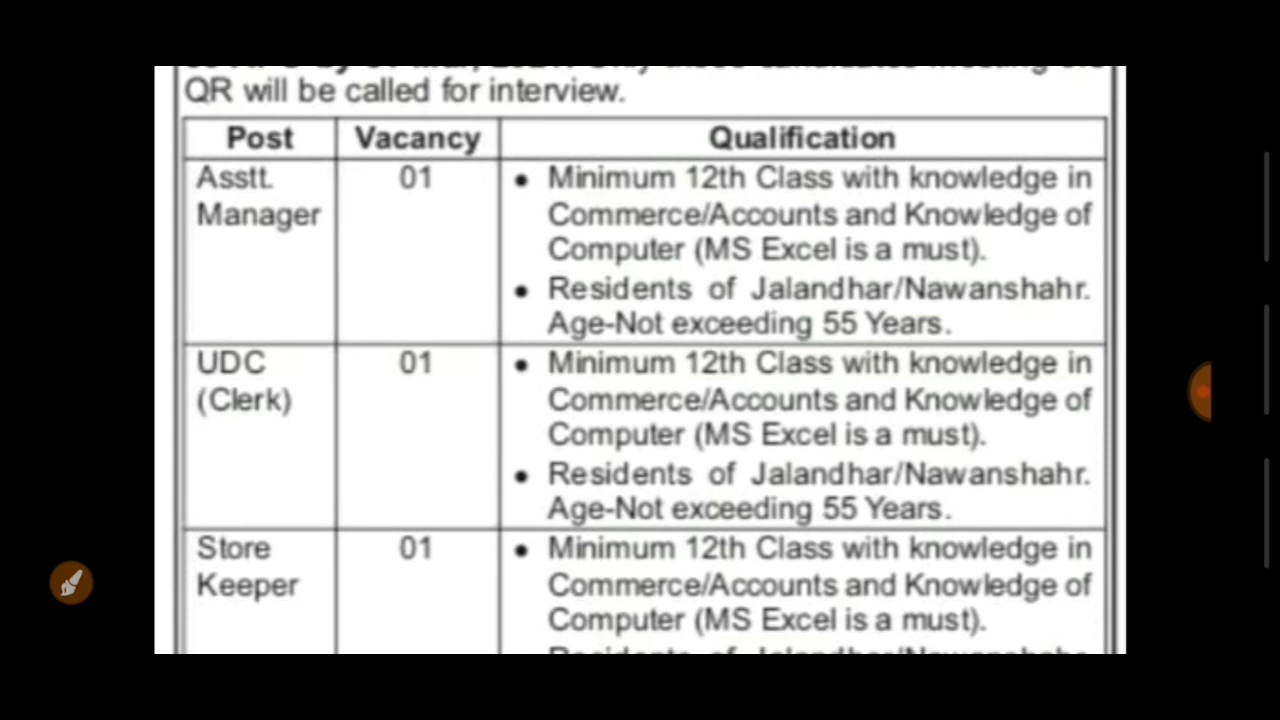 QR will be called for interview.
Post Vacancy Qualification
Asstt. 01 • Minimum 12th Class with knowledge in
Manager Commerce/Accounts and Knowledge of
Computer (MS Excel is a must).
• Residents of Jalandhar/Nawanshahr.
Age-Not exceeding 55 Years.
UDC 01 • Minimum 12th Class with knowledge in
(Clerk) Commerce/Accounts and Knowledge of
Computer (MS Excel is a must).
• Residents of Jalandhar/Nawanshahr.
Age-Not exceeding 55 Years.
Store 01 • Minimum 12th Class with knowledge in
Keeper Commerce/Accounts and Knowledge of
Computer (MS Excel is a must).